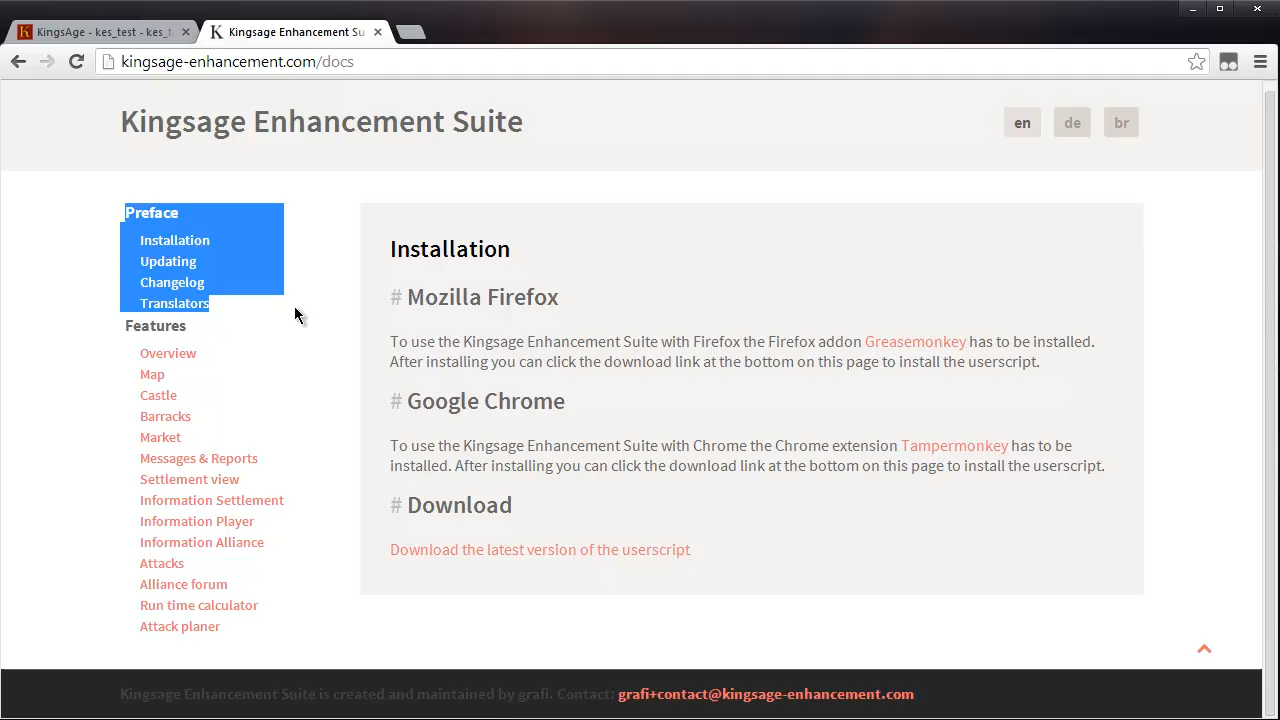 KingsAge - kes_test - kes_t
Kingsage Enhancement Su
kingsage-enhancement.com/docs
Kingsage Enhancement Suite
en de br
Preface
Installation
Updating
Changelog
Translators
Features
Overview
Map
Castle
Barracks
Market
Messages & Reports
Settlement view
Information Settlement
Information Player
Information Alliance
Attacks
Alliance forum
Run time calculator
Attack planer
Installation
# Mozilla Firefox
To use the Kingsage Enhancement Suite with Firefox the Firefox addon Greasemonkey has to be installed.
After installing you can click the download link at the bottom on this page to install the userscript.
# Google Chrome
To use the Kingsage Enhancement Suite with Chrome the Chrome extension Tampermonkey has to be
installed. After installing you can click the download link at the bottom on this page to install the userscript.
# Download
Download the latest version of the userscript
Kingsage Enhancement Suite is created and maintained by grafi. Contact: grafi+contact@kingsage-enhancement.com